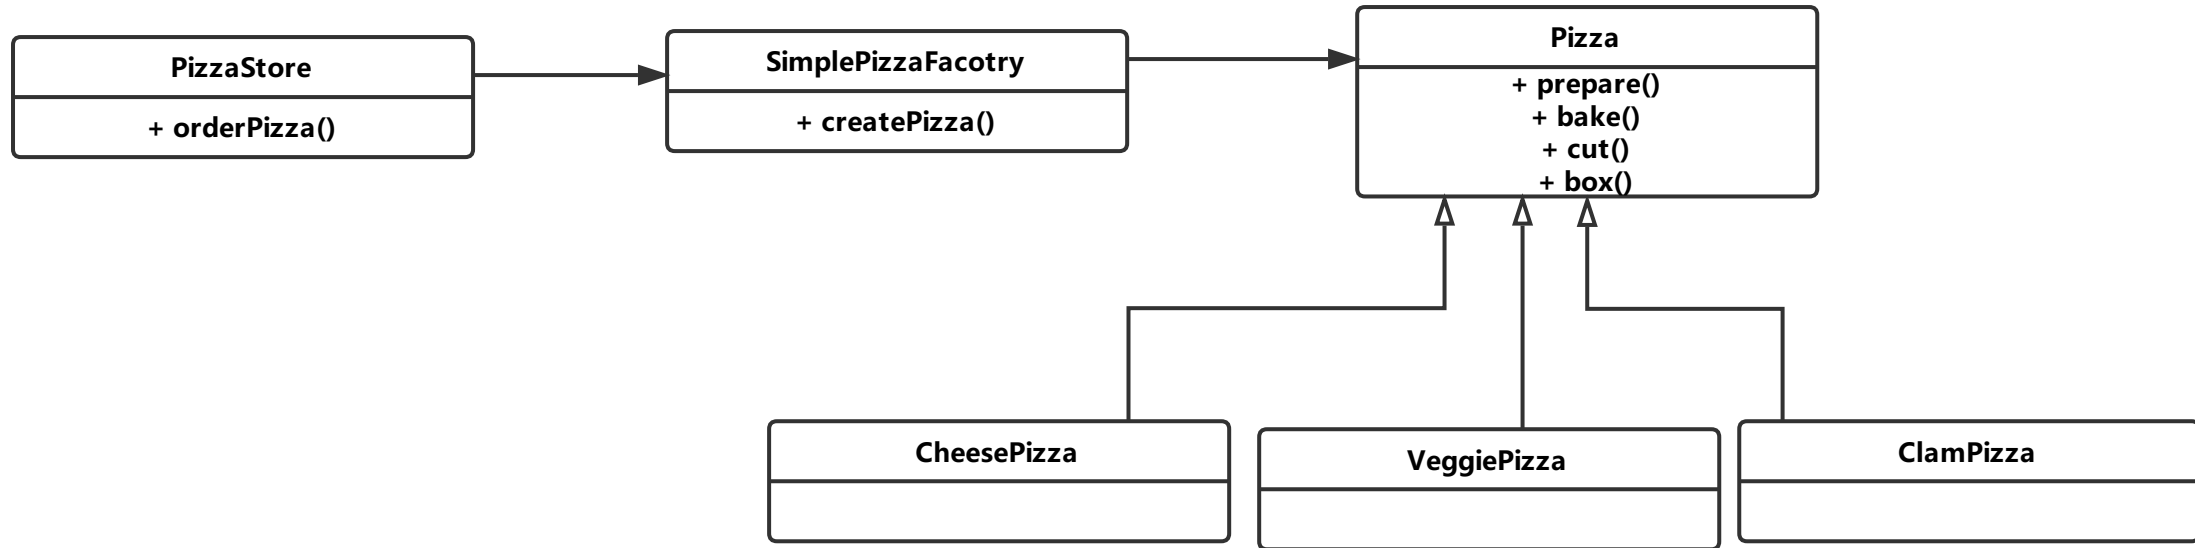 PizzaStore
+ orderPizza()
SimplePizzaFacotry
+ createPizza()
Pizza
+ prepare()
+ bake()
+ cut()
+ box()
CheesePizza
VeggiePizza
ClamPizza